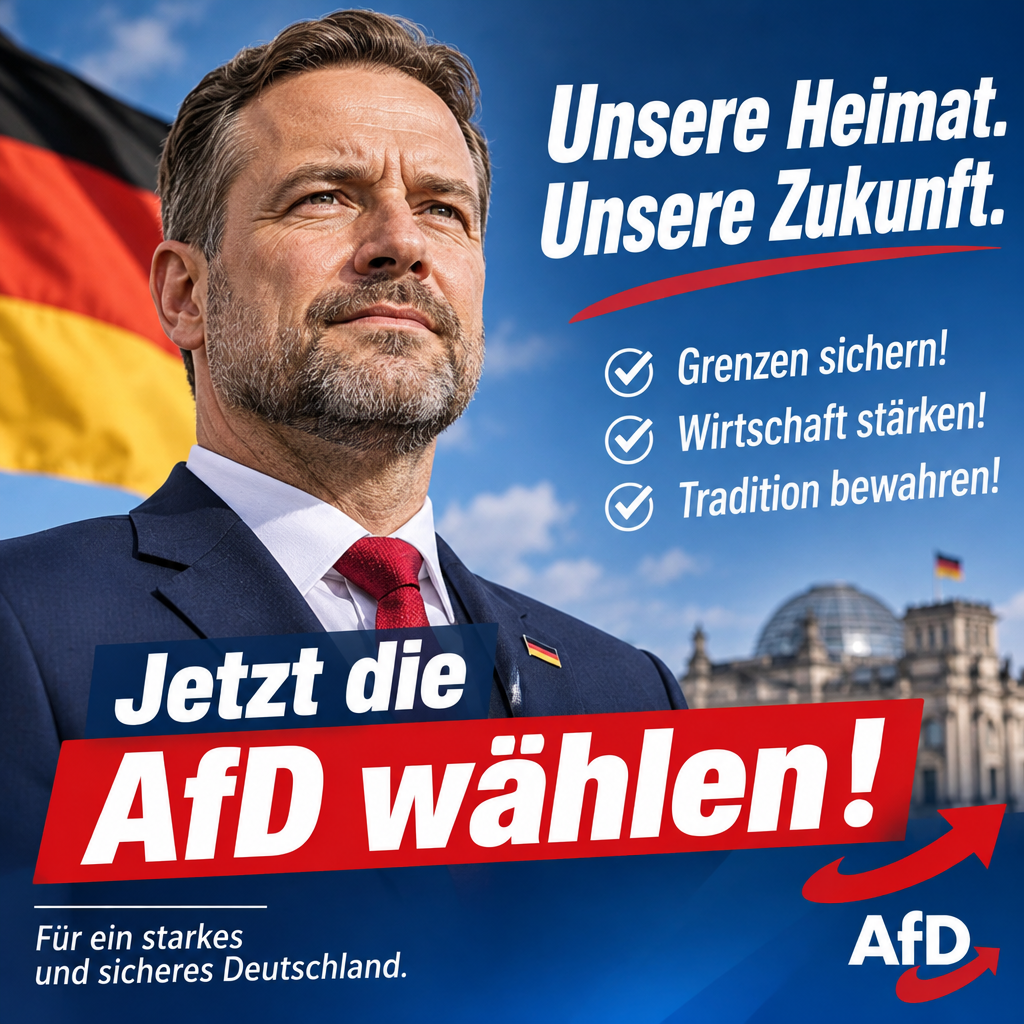 Unsere Heimat.
Unsere Zukunft.
Grenzen sichern!
Wirtschaft stärken!
Tradition bewahren!
Jetzt die
AfD wählen!
Für ein starkes
und sicheres Deutschland.
AfD